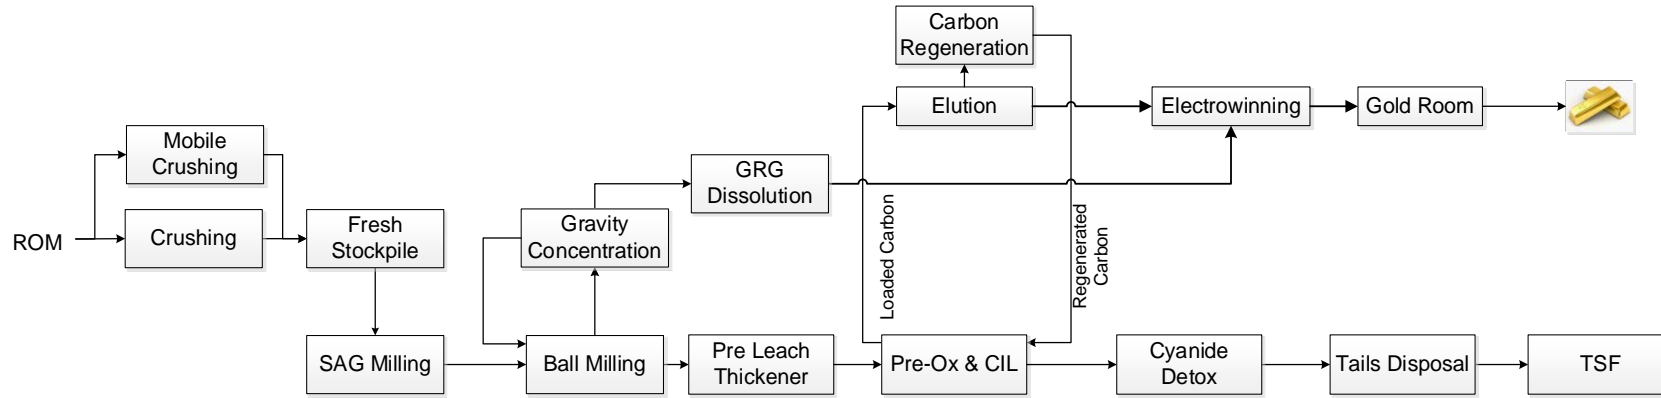 Carbon
Regeneration
Elution
Electrowinning
Gold Room
Mobile
Crushing
GRG
Dissolution
ROM
Crushing
Fresh
Stockpile
Gravity
Concentration
Loaded Carbon
Regenerated
Carbon
SAG Milling
Ball Milling
Pre Leach
Thickener
Pre-Ox & CIL
Cyanide
Detox
Tails Disposal
TSF